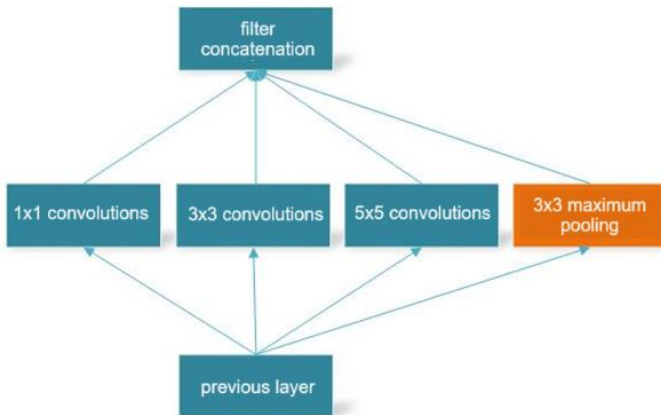 filter
concatenation
1x1 convolutions
3x3 convolutions
5x5 convolutions
3x3 maximum
pooling
previous layer